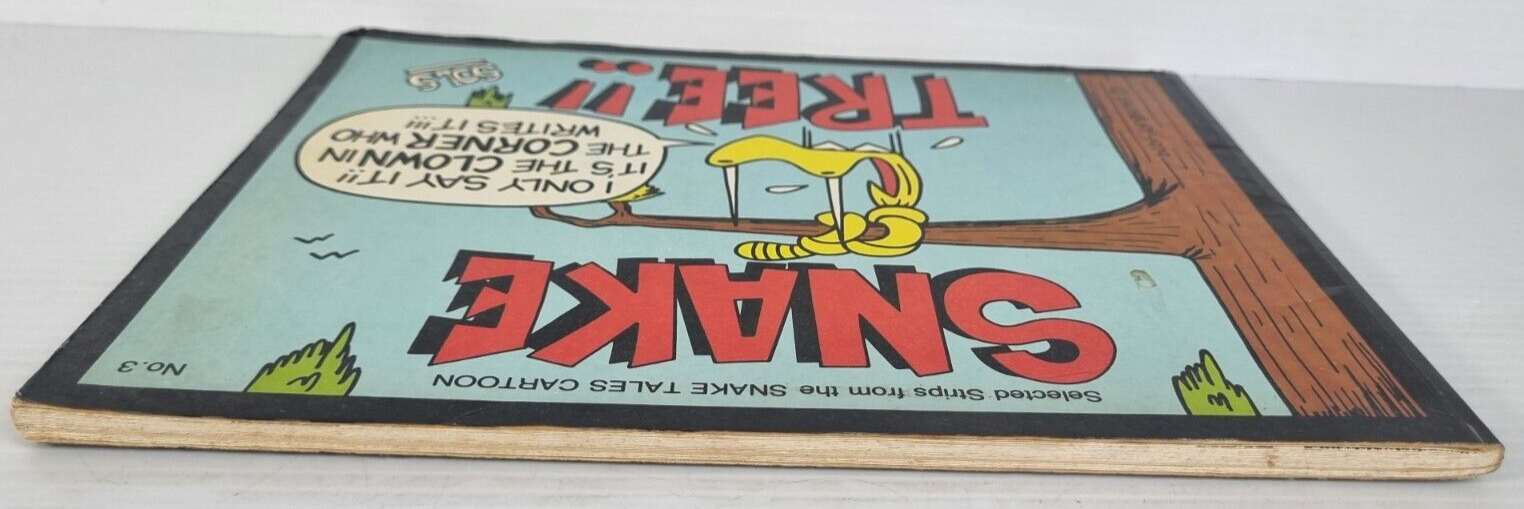 Selected Strips from the SNAKE TALES CARTOON
No.3
SNAKE
I ONLY SAY IT!!
IT'S THE CLOWN IN
THE CORNER WHO
WRITES IT!!!
TREE..!!
SOLS